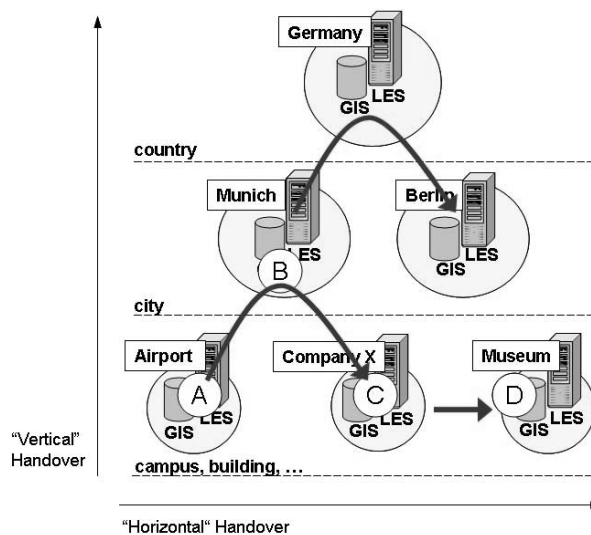 Germany
LES
GIS
country
Munich
Berlin
LES
LES
GIS
B
city
Airport
Company X
Museum
A
C
D
GIS
LES
GIS
LES
GIS
LES
"Vertical"
Handover
campus, building, …
"Horizontal" Handover